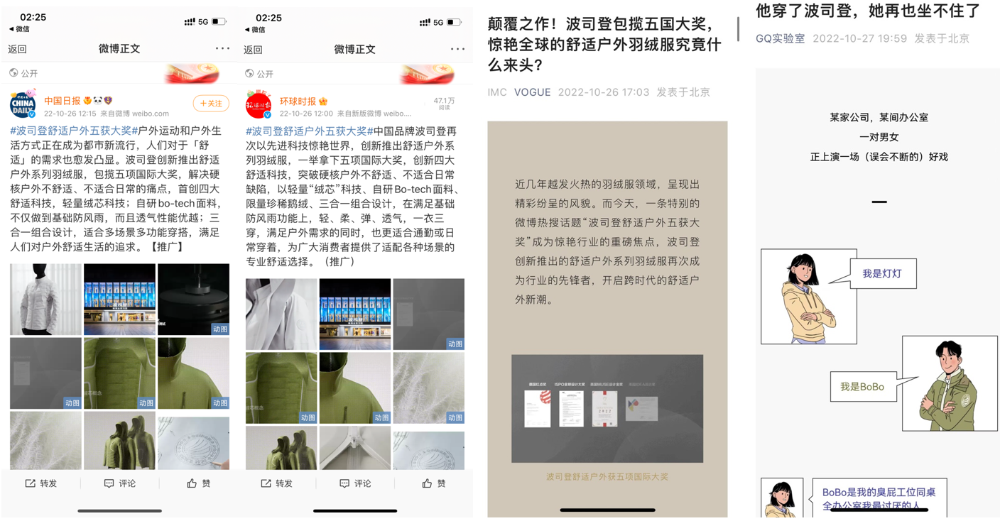 02:25
5G
◀ 微信
返回
微博正文
···
公开
CHINA
DAILY
中国日报
+关注
22-10-26 12:15 来自微博 weibo.com
#波司登舒适户外五获大奖#户外运动和户外生
活方式正在成为都市新流行，人们对于「舒
适」的需求也愈发凸显。波司登创新推出舒适
户外系列羽绒服，包揽五项国际大奖，解决硬
核户外不舒适、不适合日常的痛点，首创四大
舒适科技，轻量绒芯科技；自研bo-tech面料，
不仅做到基础防风雨，而且透气性能优越；三
合一组合设计，适合多场景多功能穿搭，满足
人们对户外舒适生活的追求。【推广】
动图
动图
动图
动图
转发
评论
赞
02:25
5G
◀ 微信
返回
微博正文
···
公开
环球时报
环球时报
47.1万
阅读
22-10-26 12:00 来自新版微博 weibo....
#波司登舒适户外五获大奖#中国品牌波司登再
次以先进科技惊艳世界，创新推出舒适户外系
列羽绒服，一举拿下五项国际大奖，创新四大
舒适科技，突破硬核户外不舒适、不适合日常
缺陷，以轻量“绒芯”科技、自研Bo-tech面料、
限量珍稀鹅绒、三合一组合设计，在满足基础
防风雨功能上，轻、柔、弹、透气，一衣三
穿，满足户外需求的同时，也更适合通勤或日
常穿着，为广大消费者提供了适配各种场景的
专业舒适选择。（推广）
动图
动图
动图
动图
转发
评论
赞
颠覆之作！波司登包揽五国大奖，
惊艳全球的舒适户外羽绒服究竟什
么来头？
IMC VOGUE 2022-10-26 17:03 发表于北京
近几年越发火热的羽绒服领域，呈现出
精彩纷呈的风貌。而今天，一条特别的
微博热搜话题“波司登舒适户外五获大
奖”成为惊艳行业的重磅焦点，波司登
创新推出的舒适户外系列羽绒服再次成
为行业的先锋者，开启跨时代的舒适户
外新潮。
德国红点奖 ISPO全球设计大奖 美国MUSE设计金奖
2022
波司登舒适户外获五项国际大奖
他穿了波司登，她再也坐不住了
GQ实验室 2022-10-27 19:59 发表于北京
某家公司，某间办公室
一对男女
正上演一场（误会不断的）好戏
我是灯灯
我是BoBo
BoBo是我的臭屁工位同桌
全办公室我最讨厌的人